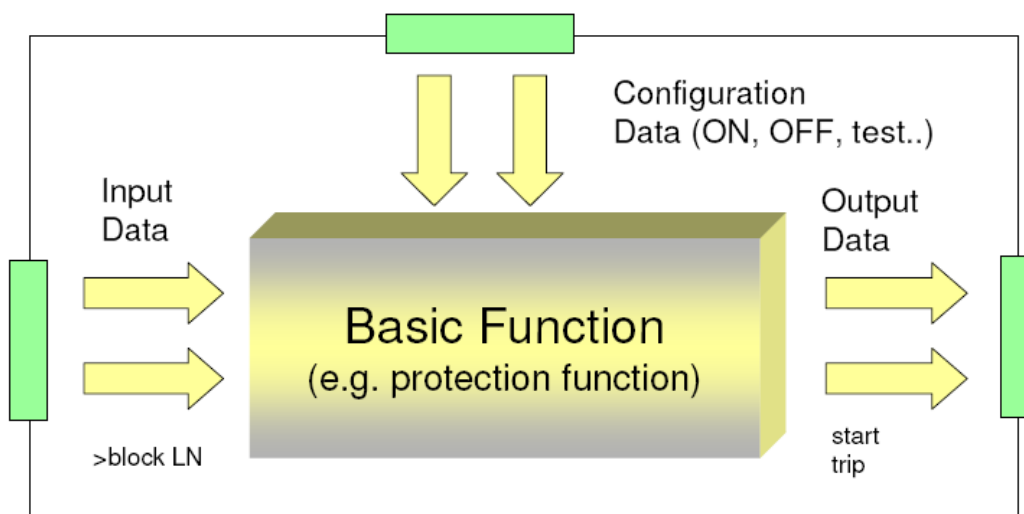 Configuration
Data (ON, OFF, test..)
Input
Data
Output
Data
Basic Function
(e.g. protection function)
>block LN
start
trip